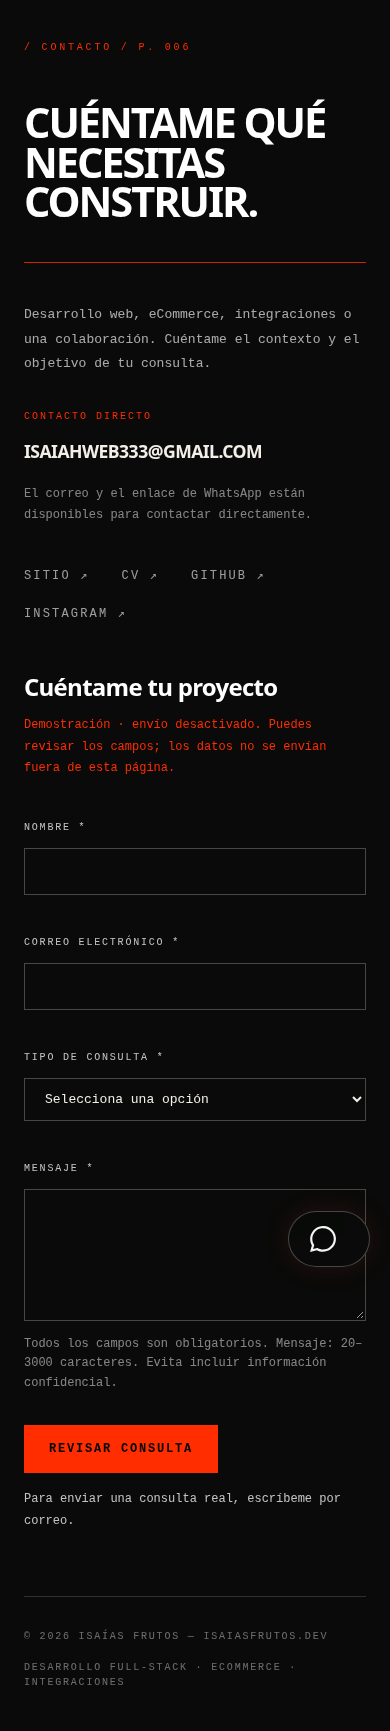 / CONTACTO / P. 006
CUÉNTAME QUÉ
NECESITAS
CONSTRUIR.
Desarrollo web, eCommerce, integraciones o
una colaboración. Cuéntame el contexto y el
objetivo de tu consulta.
CONTACTO DIRECTO
ISAIAHWEB333@GMAIL.COM
El correo y el enlace de WhatsApp están
disponibles para contactar directamente.
SITIO ↗ CV ↗ GITHUB ↗
INSTAGRAM ↗
Cuéntame tu proyecto
Demostración · envío desactivado. Puedes
revisar los campos; los datos no se envían
fuera de esta página.
NOMBRE *
CORREO ELECTRÓNICO *
TIPO DE CONSULTA *
Selecciona una opción
MENSAJE *
Todos los campos son obligatorios. Mensaje: 20–
3000 caracteres. Evita incluir información
confidencial.
REVISAR CONSULTA
Para enviar una consulta real, escríbeme por
correo.
© 2026 ISAÍAS FRUTOS — ISAIASFRUTOS.DEV
DESARROLLO FULL-STACK · ECOMMERCE ·
INTEGRACIONES